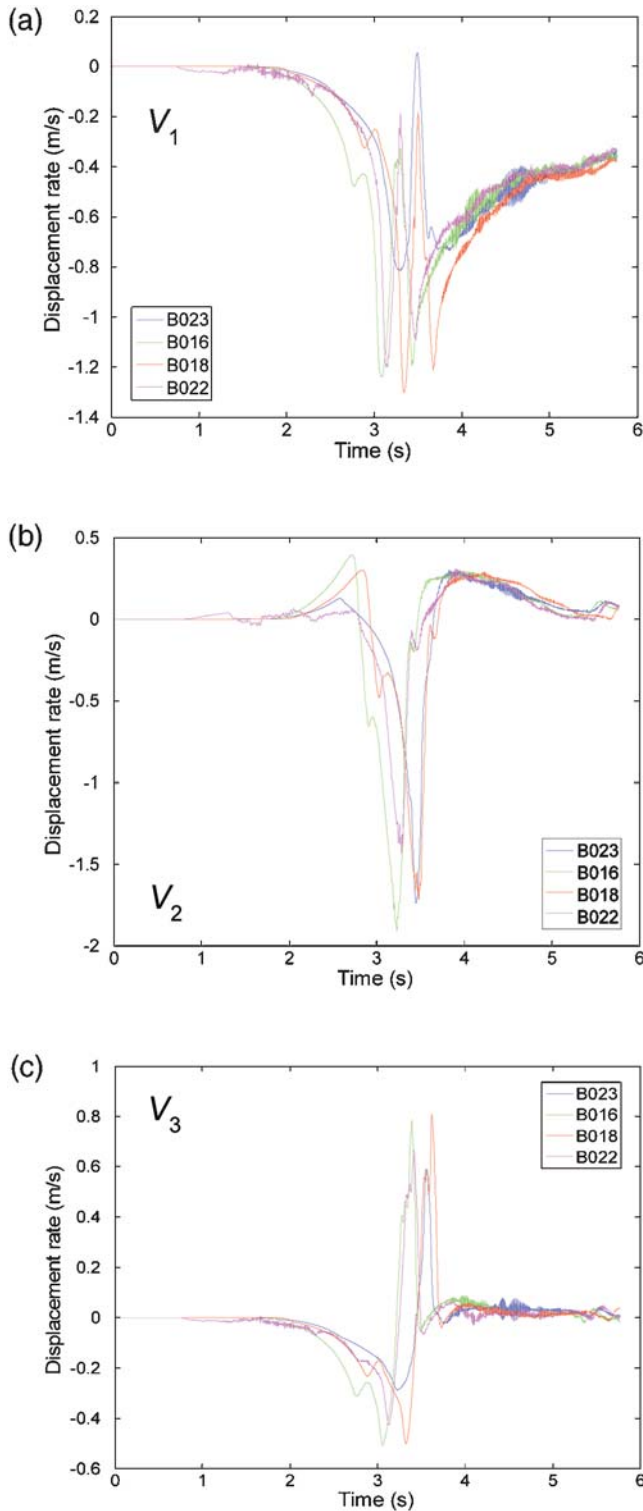 (a)
0.2
0
-0.2
-0.4
-0.6
-0.8
-1
-1.2
-1.4
Displacement rate (m/s)
V1
B023
B016
B018
B022
0 1 2 3 4 5 6
Time (s)
(b)
0.5
0
-0.5
-1
-1.5
-2
Displacement rate (m/s)
V2
B023
B016
B018
B022
0 1 2 3 4 5 6
Time (s)
(c)
1
0.8
0.6
0.4
0.2
0
-0.2
-0.4
-0.6
Displacement rate (m/s)
V3
B023
B016
B018
B022
0 1 2 3 4 5 6
Time (s)